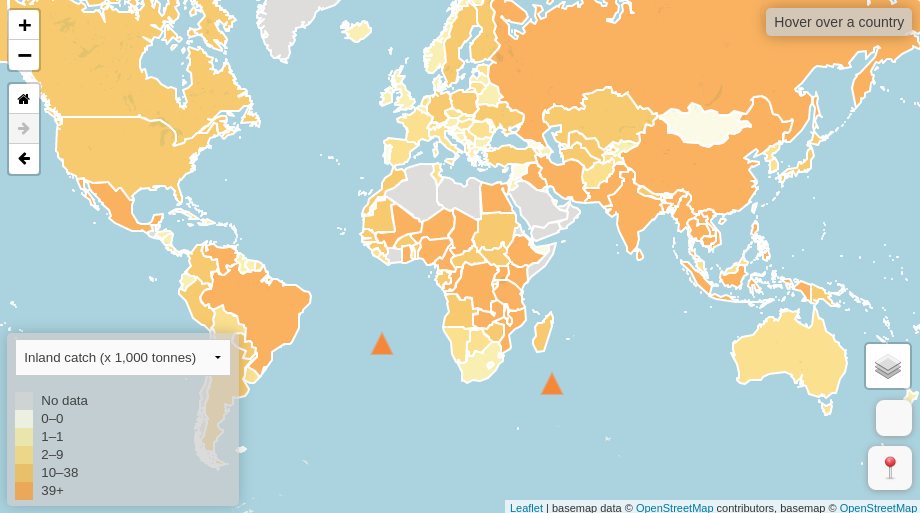 +
Hover over a country
−
Inland catch (x 1,000 tonnes)
No data
0–0
1–1
2–9
10–38
39+
Leaflet | basemap data © OpenStreetMap contributors, basemap © OpenStreetMap